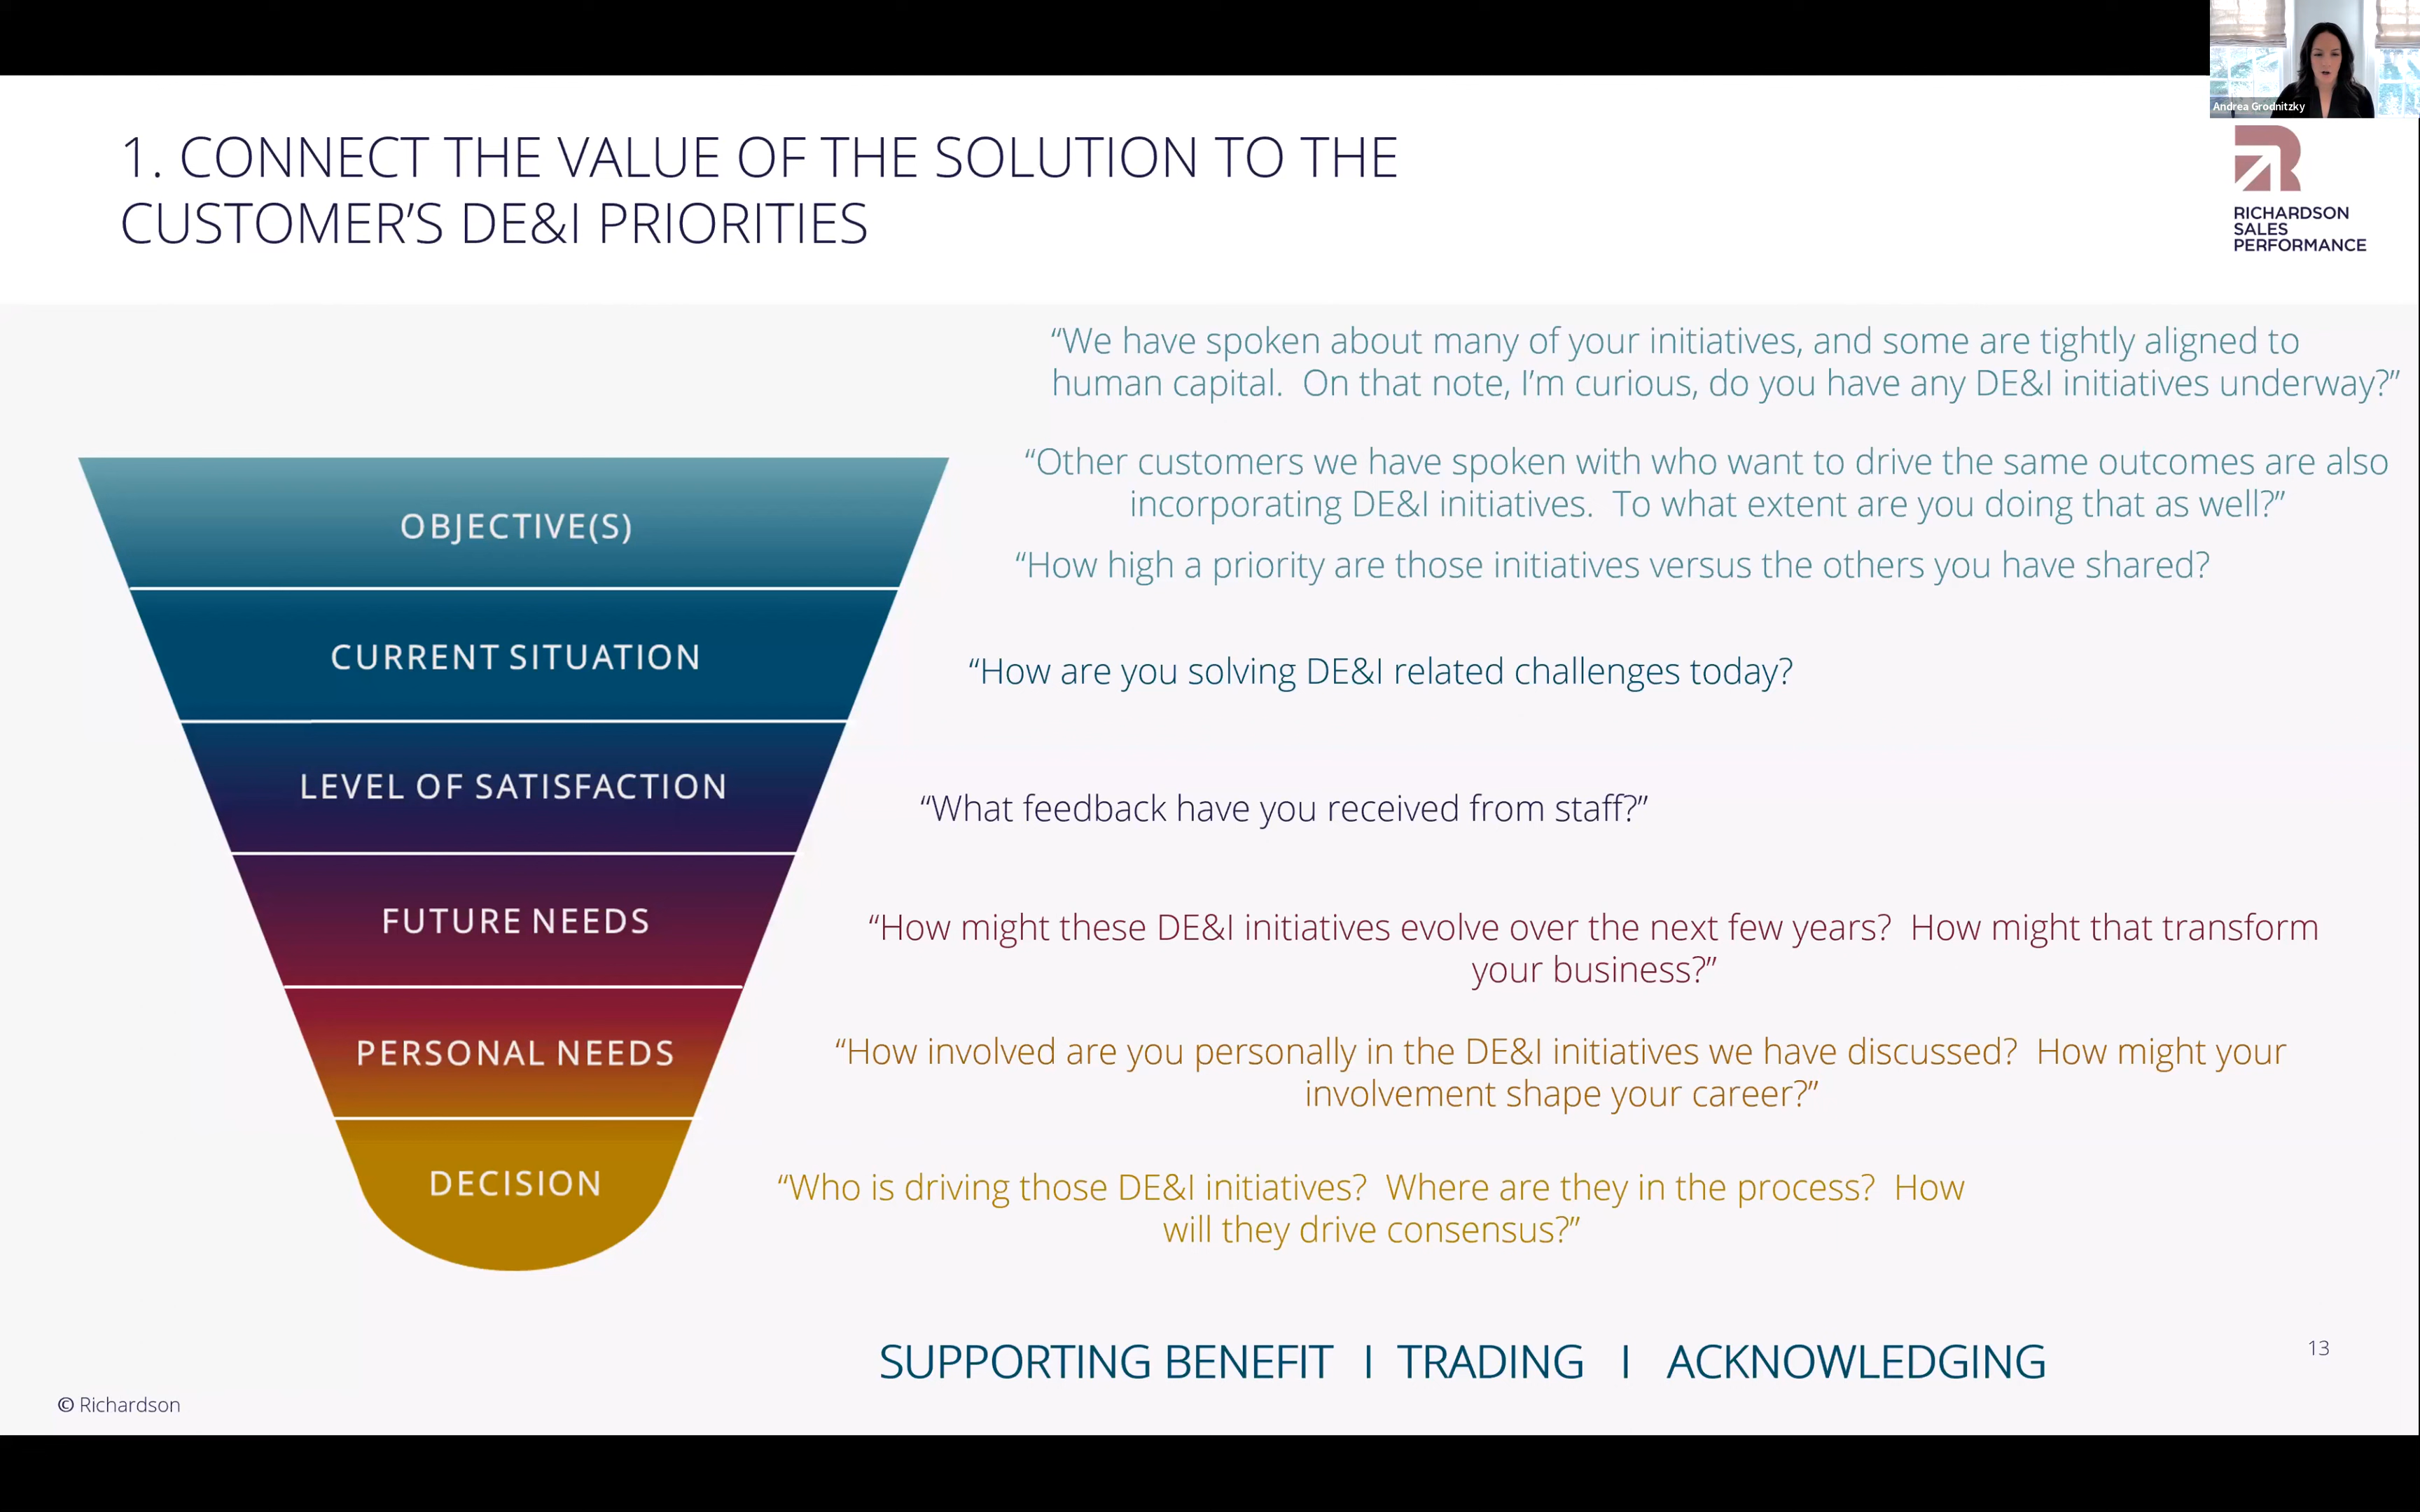 Andrea Grodnitzky
1. CONNECT THE VALUE OF THE SOLUTION TO THE
CUSTOMER’S DE&I PRIORITIES
RICHARDSON
SALES
PERFORMANCE
“We have spoken about many of your initiatives, and some are tightly aligned to
human capital.  On that note, I’m curious, do you have any DE&I initiatives underway?”
“Other customers we have spoken with who want to drive the same outcomes are also
incorporating DE&I initiatives.  To what extent are you doing that as well?”
OBJECTIVE(S)
“How high a priority are those initiatives versus the others you have shared?
CURRENT SITUATION
“How are you solving DE&I related challenges today?
LEVEL OF SATISFACTION
“What feedback have you received from staff?”
FUTURE NEEDS
“How might these DE&I initiatives evolve over the next few years?  How might that transform
your business?”
PERSONAL NEEDS
“How involved are you personally in the DE&I initiatives we have discussed?  How might your
involvement shape your career?”
DECISION
“Who is driving those DE&I initiatives?  Where are they in the process?  How
will they drive consensus?”
SUPPORTING BENEFIT I TRADING I ACKNOWLEDGING
13
© Richardson